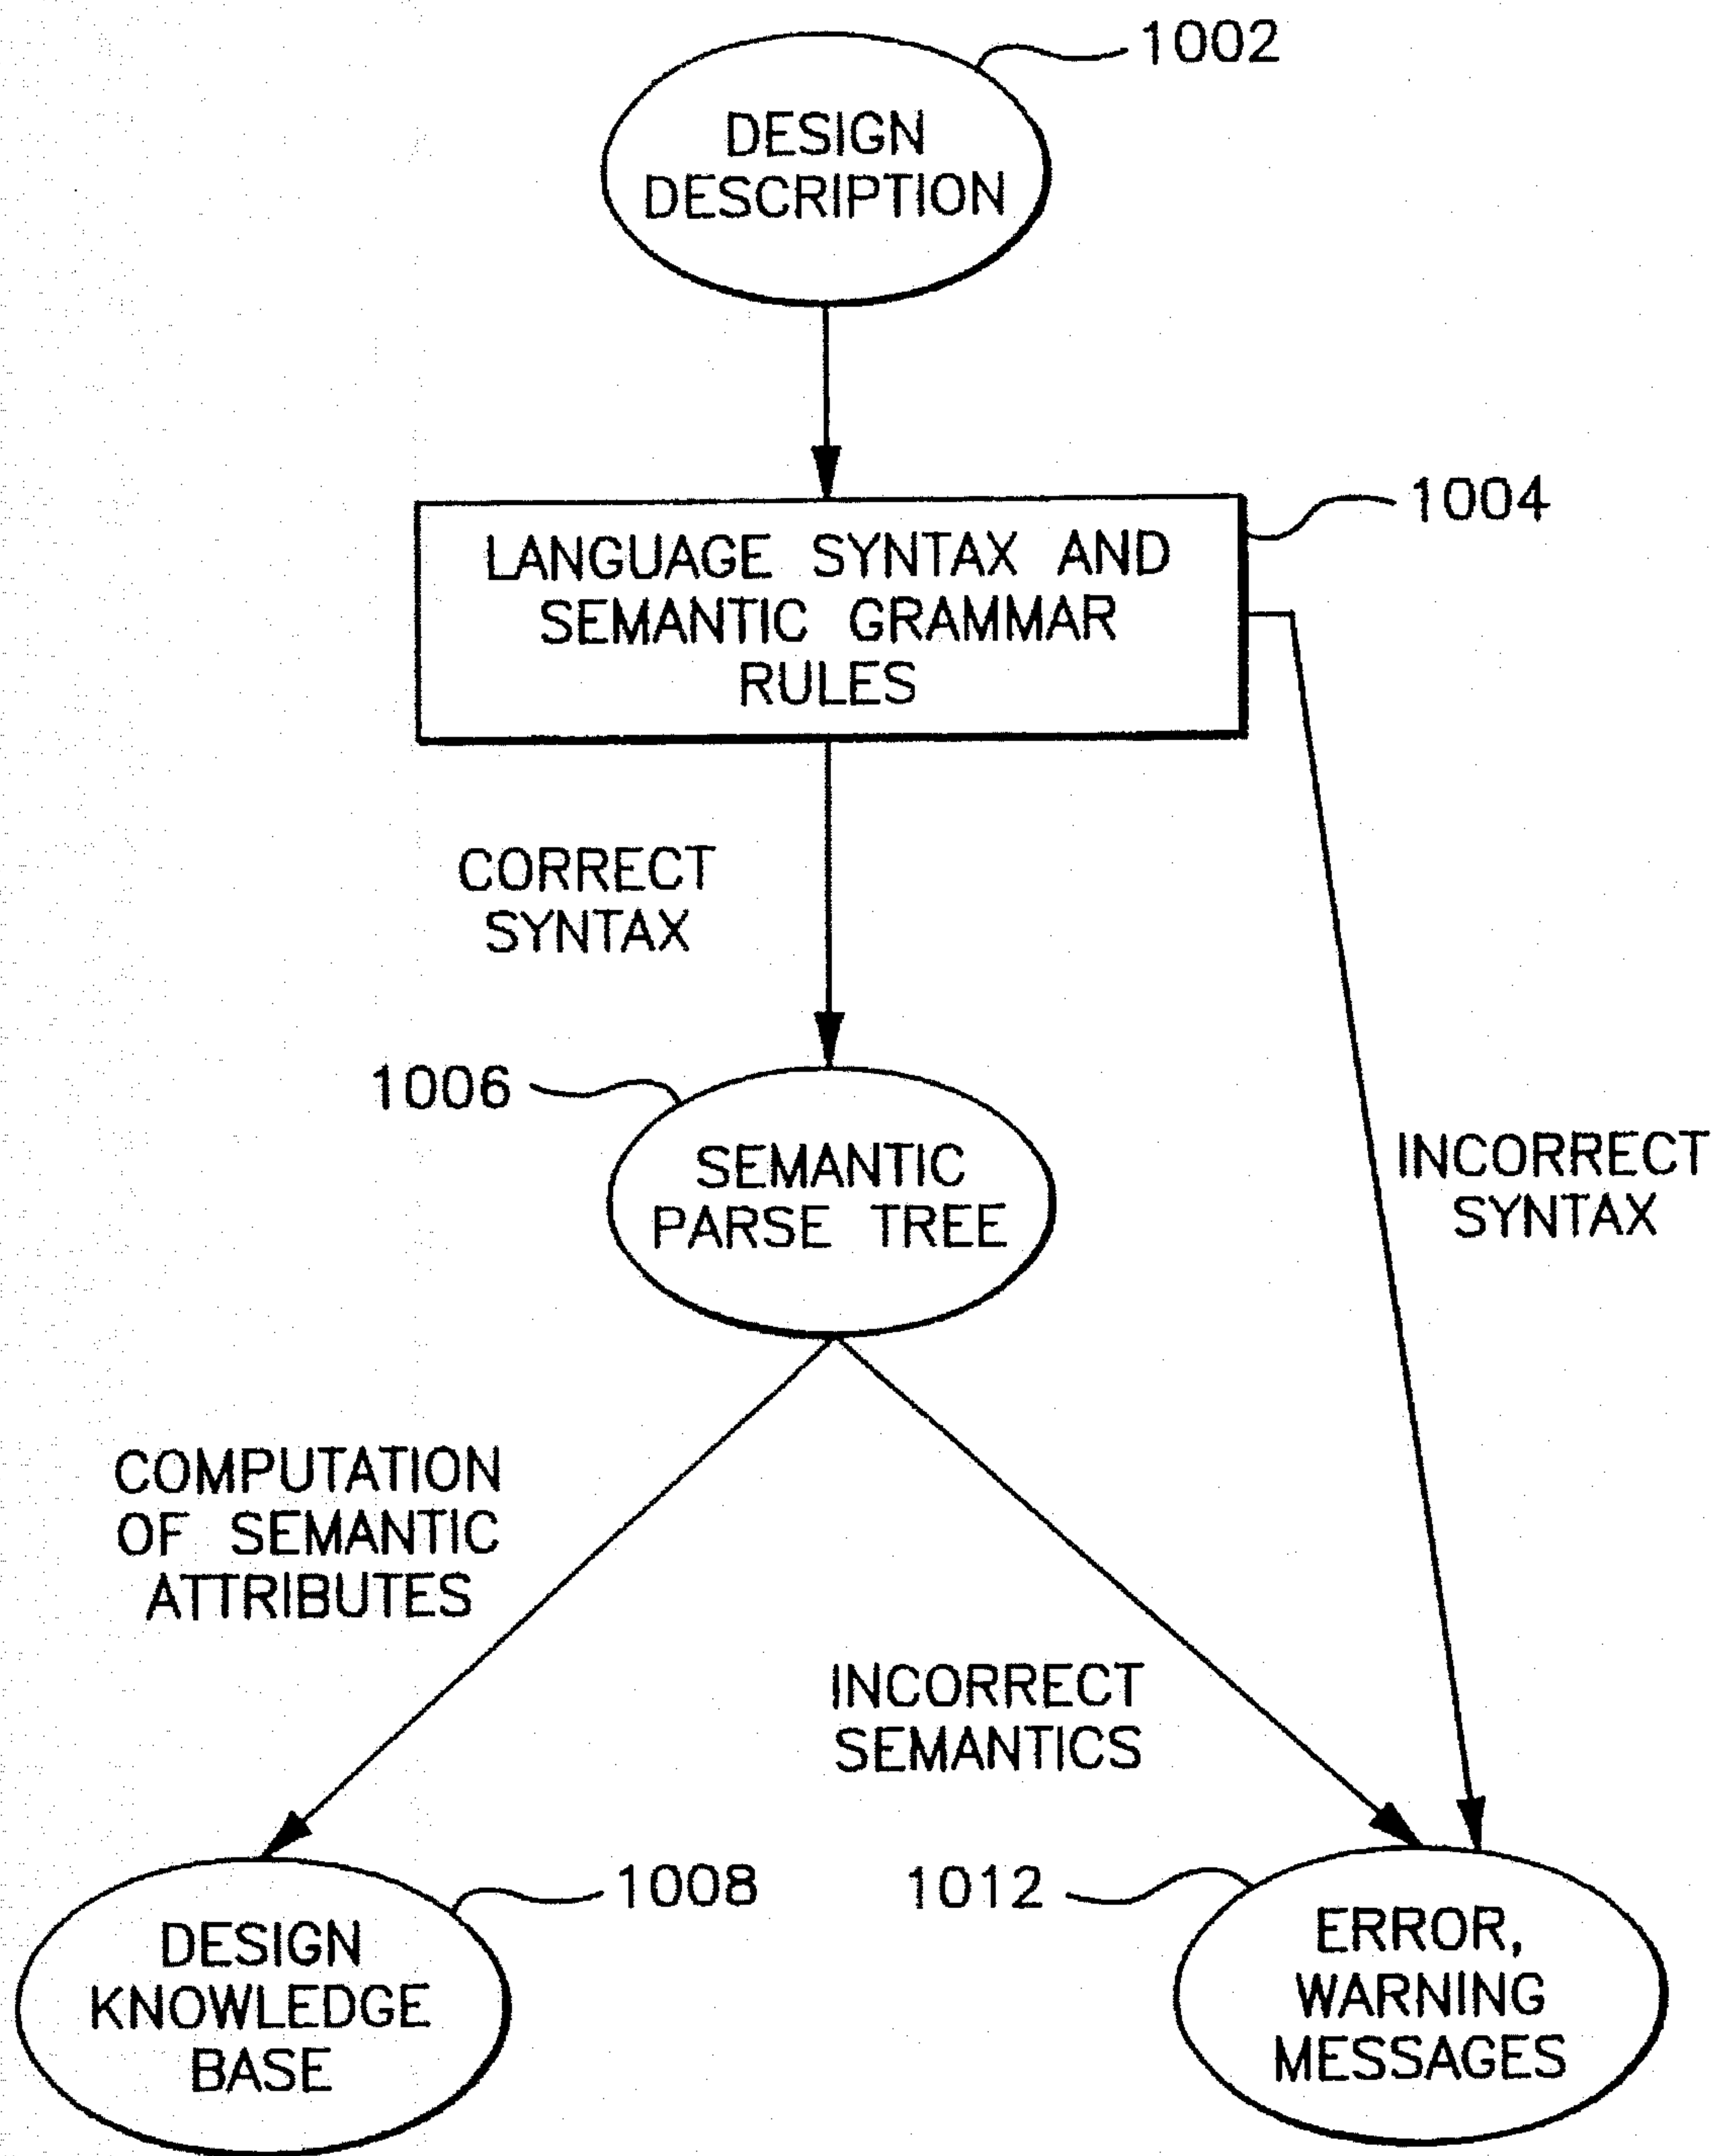 1002
DESIGN
DESCRIPTION
1004
LANGUAGE SYNTAX AND
SEMANTIC GRAMMAR
RULES
CORRECT
SYNTAX
1006
SEMANTIC
PARSE TREE
INCORRECT
SYNTAX
COMPUTATION
OF SEMANTIC
ATTRIBUTES
INCORRECT
SEMANTICS
1008
DESIGN
KNOWLEDGE
BASE
1012
ERROR,
WARNING
MESSAGES